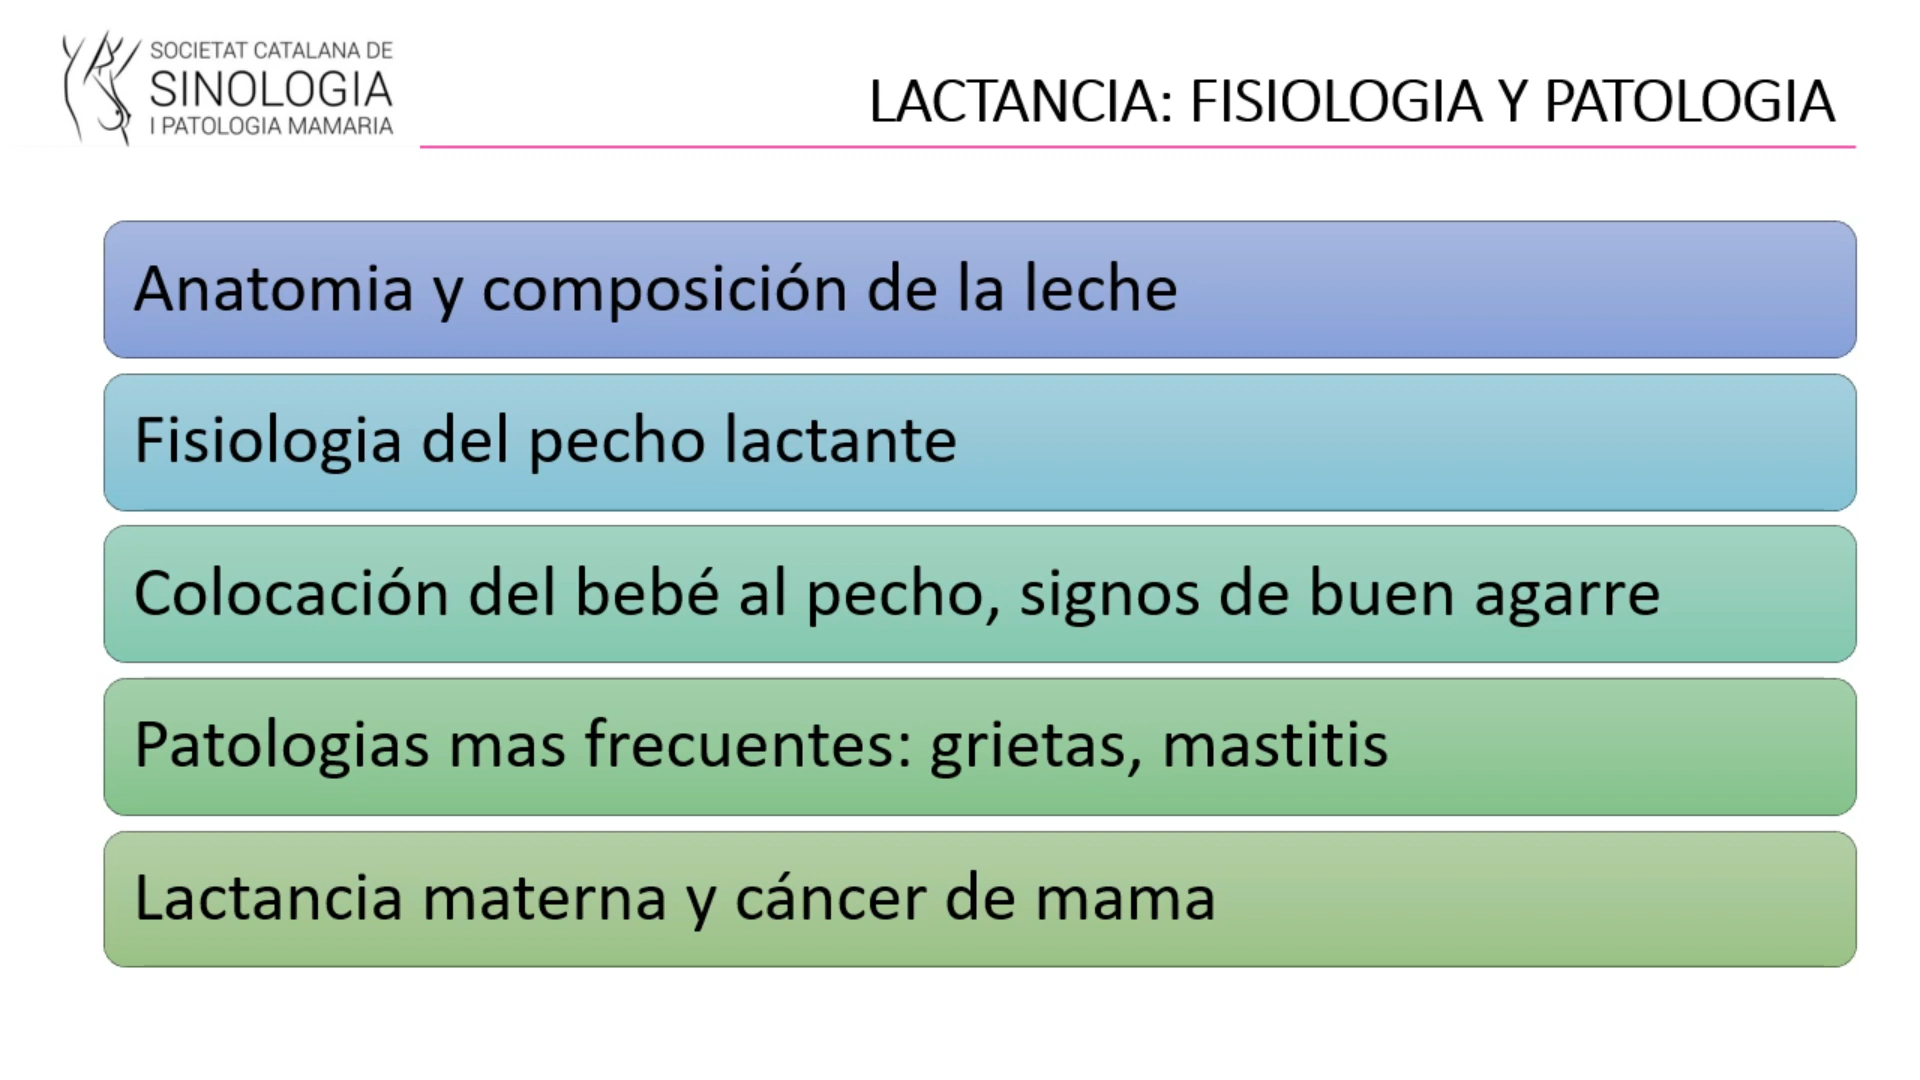 SOCIETAT CATALANA DE
SINOLOGIA
I PATOLOGIA MAMARIA
LACTANCIA: FISIOLOGIA Y PATOLOGIA
Anatomia y composición de la leche
Fisiologia del pecho lactante
Colocación del bebé al pecho, signos de buen agarre
Patologias mas frecuentes: grietas, mastitis
Lactancia materna y cáncer de mama